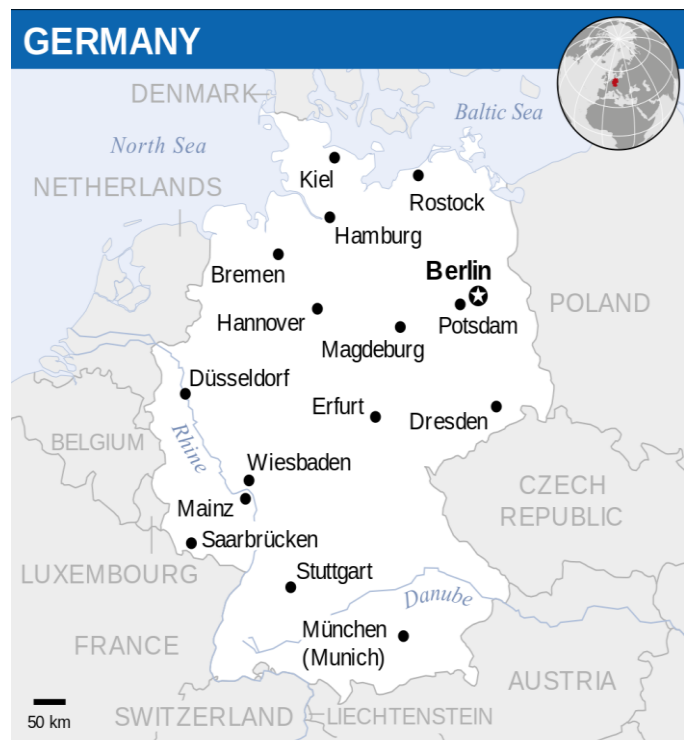 GERMANY
DENMARK
Baltic Sea
North Sea
Kiel
NETHERLANDS
Rostock
Hamburg
Bremen
Berlin
POLAND
Hannover
Potsdam
Magdeburg
Düsseldorf
Erfurt
Dresden
BELGIUM
Rhine
Wiesbaden
CZECH
REPUBLIC
Mainz
Saarbrücken
LUXEMBOURG
Stuttgart
Danube
München
(Munich)
FRANCE
AUSTRIA
50 km
SWITZERLAND
LIECHTENSTEIN